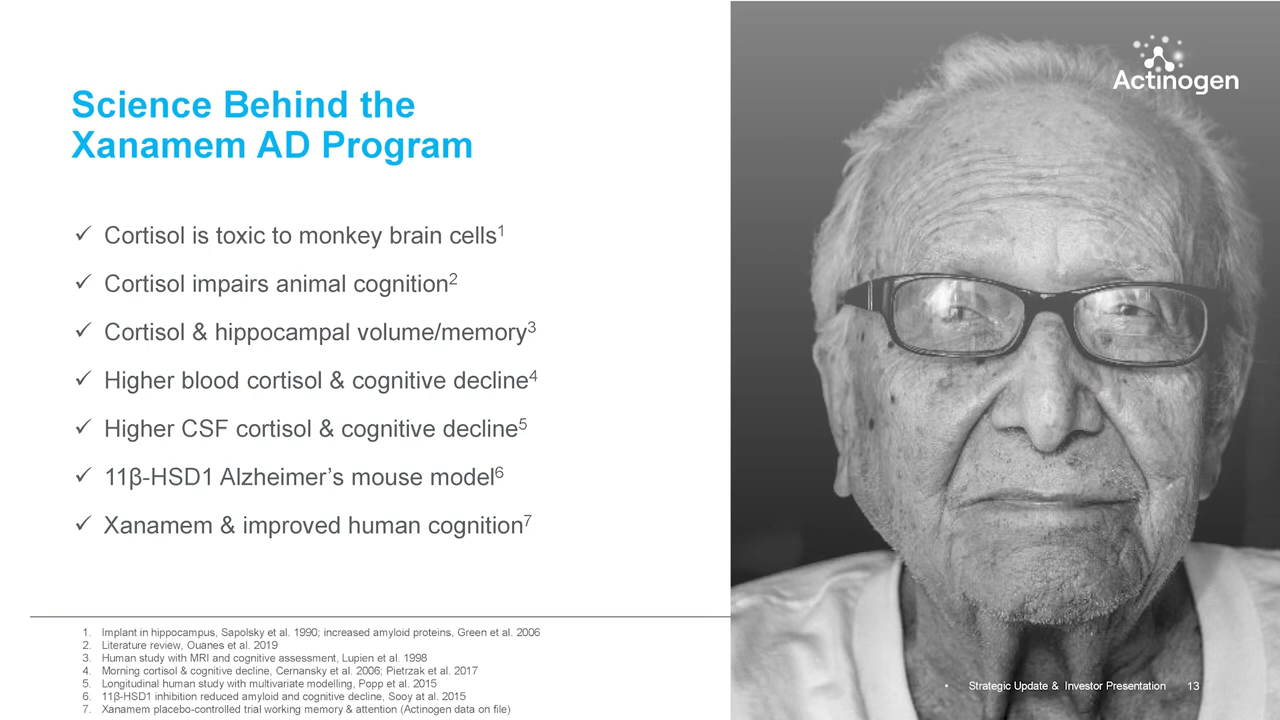 Actinogen
Science Behind the
Xanamem AD Program
✓ Cortisol is toxic to monkey brain cells¹
✓ Cortisol impairs animal cognition²
✓ Cortisol & hippocampal volume/memory³
✓ Higher blood cortisol & cognitive decline⁴
✓ Higher CSF cortisol & cognitive decline⁵
✓ 11β-HSD1 Alzheimer’s mouse model⁶
✓ Xanamem & improved human cognition⁷
1. Implant in hippocampus, Sapolsky et al. 1990; increased amyloid proteins, Green et al. 2006
2. Literature review, Ouanes et al. 2019
3. Human study with MRI and cognitive assessment, Lupien et al. 1998
4. Morning cortisol & cognitive decline, Cernansky et al. 2006; Pietrzak et al. 2017
5. Longitudinal human study with multivariate modelling, Popp et al. 2015
6. 11β-HSD1 inhibition reduced amyloid and cognitive decline, Sooy at al. 2015
7. Xanamem placebo-controlled trial working memory & attention (Actinogen data on file)
• Strategic Update & Investor Presentation 13